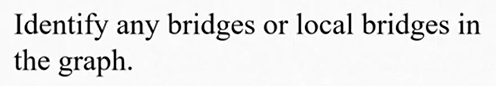 Identify any bridges or local bridges in
the graph.